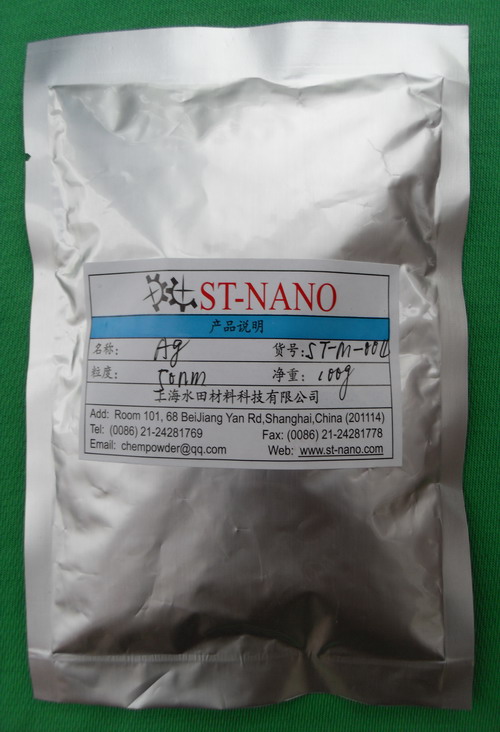 ST-NANO
产品说明
名称: Ag 货号: ST-M-001
粒度: 50nm 净重: 100g
上海水田材料科技有限公司
Add: Room 101, 68 BeiJiang Yan Rd,Shanghai,China (201114)
Tel: (0086) 21-24281769 Fax: (0086) 21-24281778
Email: chempowder@qq.com Web: www.st-nano.com